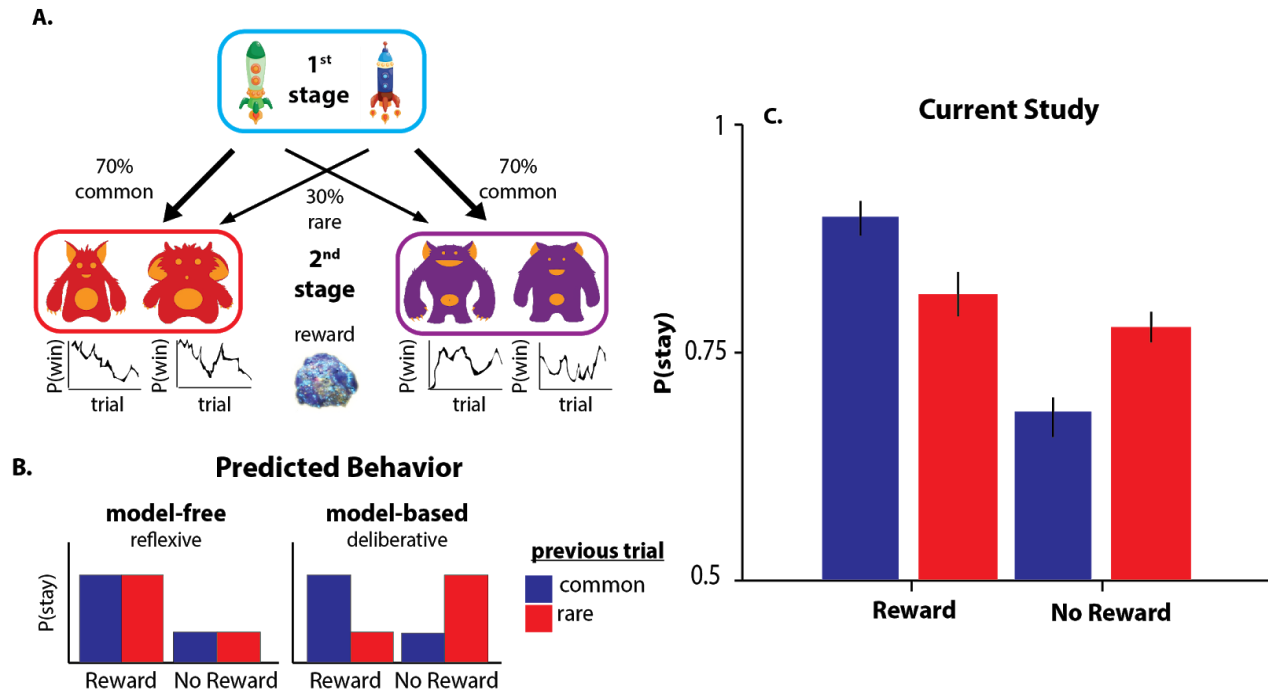 A.
1st
stage
70%
common
30%
rare
70%
common
2nd
stage
reward
P(win)
trial
P(win)
trial
P(win)
trial
P(win)
trial
B.
Predicted Behavior
model-free
reflexive
model-based
deliberative
P(stay)
Reward
No Reward
Reward
No Reward
previous trial
common
rare
C.
Current Study
P(stay)
1
0.75
0.5
Reward
No Reward